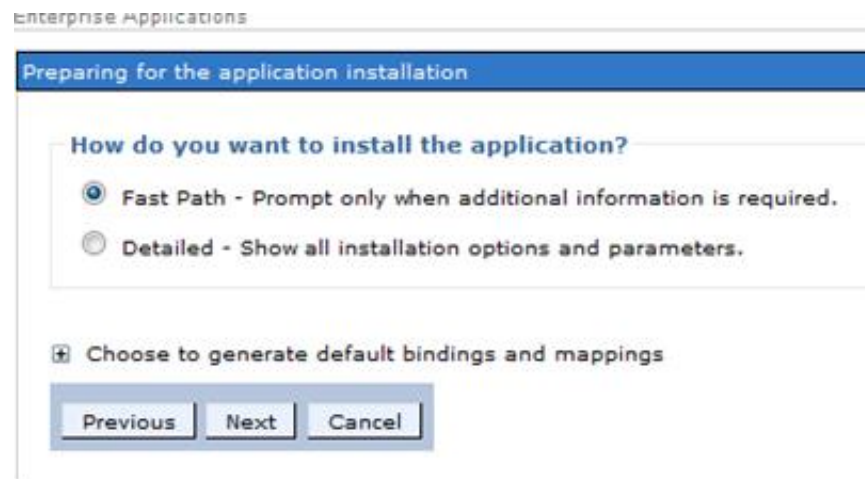 Enterprise Applications
Preparing for the application installation
How do you want to install the application?
Fast Path - Prompt only when additional information is required.
Detailed - Show all installation options and parameters.
Choose to generate default bindings and mappings
Previous Next Cancel